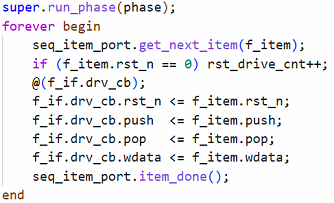 super.run_phase(phase);
forever begin
seq_item_port.get_next_item(f_item);
if (f_item.rst_n == 0) rst_drive_cnt++;
@(f_if.drv_cb);
f_if.drv_cb.rst_n <= f_item.rst_n;
f_if.drv_cb.push <= f_item.push;
f_if.drv_cb.pop <= f_item.pop;
f_if.drv_cb.wdata <= f_item.wdata;
seq_item_port.item_done();
end